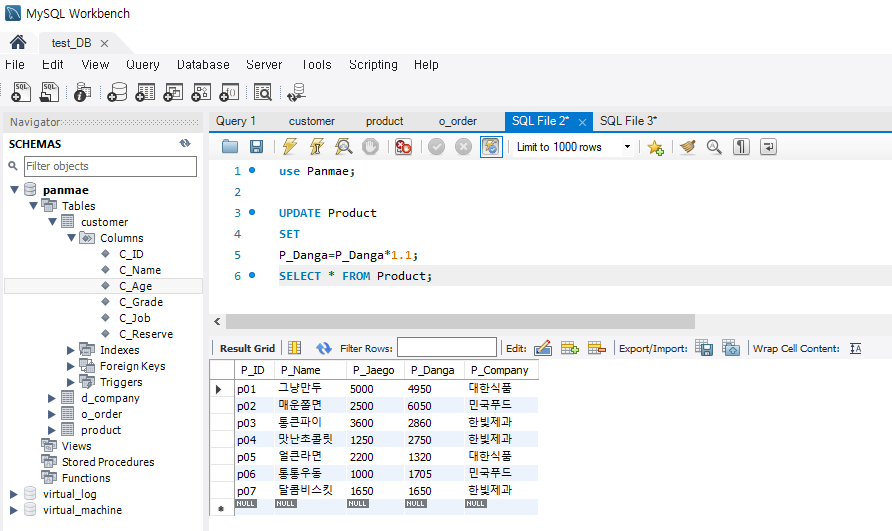 MySQL Workbench
test_DB
File Edit View Query Database Server Tools Scripting Help
Navigator
SCHEMAS
Filter objects
panmae
Tables
customer
Columns
C_ID
C_Name
C_Age
C_Grade
C_Job
C_Reserve
Indexes
Foreign Keys
Triggers
d_company
o_order
product
Views
Stored Procedures
Functions
virtual_log
virtual_machine
Query 1 customer product o_order SQL File 2* SQL File 3*
Limit to 1000 rows
1 use Panmae;
2
3 UPDATE Product
4 SET
5 P_Danga=P_Danga*1.1;
6 SELECT * FROM Product;
Result Grid Filter Rows: Edit: Export/Import: Wrap Cell Content:
P_ID P_Name P_Jaego P_Danga P_Company
p01 그냥만두 5000 4950 대한식품
p02 매운쫄면 2500 6050 민국푸드
p03 통큰파이 3600 2860 한빛제과
p04 맛난초콜릿 1250 2750 한빛제과
p05 얼큰라면 2200 1320 대한식품
p06 통통우동 1000 1705 민국푸드
p07 달콤비스킷 1650 1650 한빛제과
NULL NULL NULL NULL NULL